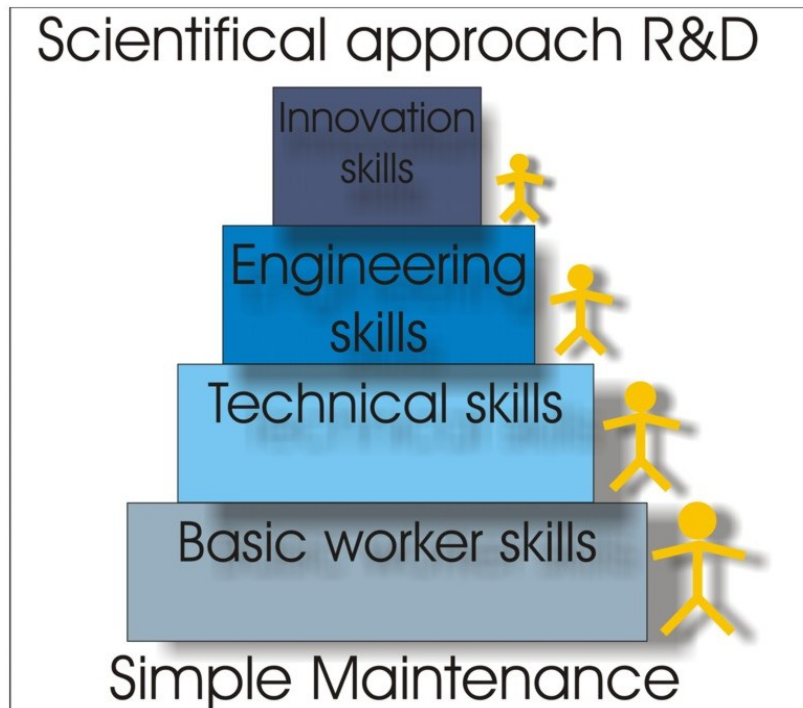 Scientifical approach R&D
Innovation
skills
Engineering
skills
Technical skills
Basic worker skills
Simple Maintenance